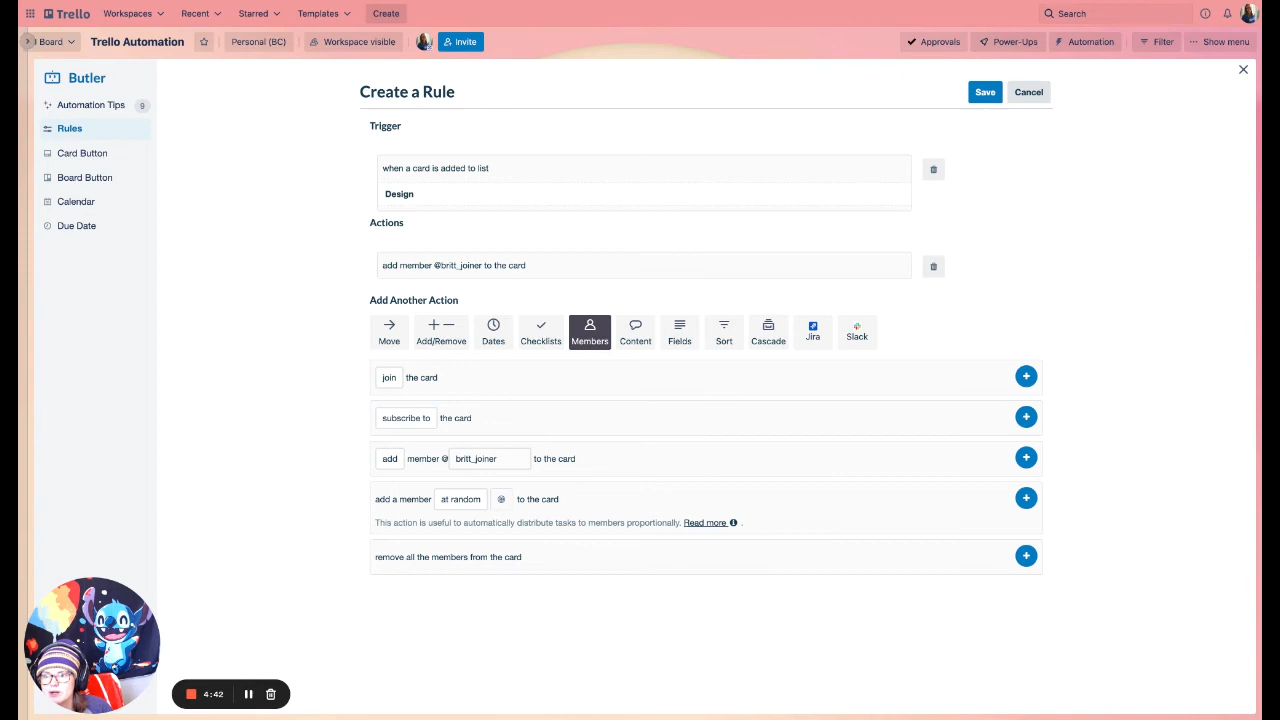 Trello
Workspaces
Recent
Starred
Templates
Create
Search
Board
Trello Automation
Personal (BC)
Workspace visible
Invite
Approvals
Power-Ups
Automation
Filter
Show menu
Butler
Automation Tips
9
Rules
Card Button
Board Button
Calendar
Due Date
Create a Rule
Save
Cancel
Trigger
when a card is added to list
Design
Actions
add member @britt_joiner to the card
Add Another Action
Move
Add/Remove
Dates
Checklists
Members
Content
Fields
Sort
Cascade
Jira
Slack
join the card
subscribe to the card
add member @ britt_joiner to the card
add a member at random @ to the card
This action is useful to automatically distribute tasks to members proportionally. Read more .
remove all the members from the card
4:42